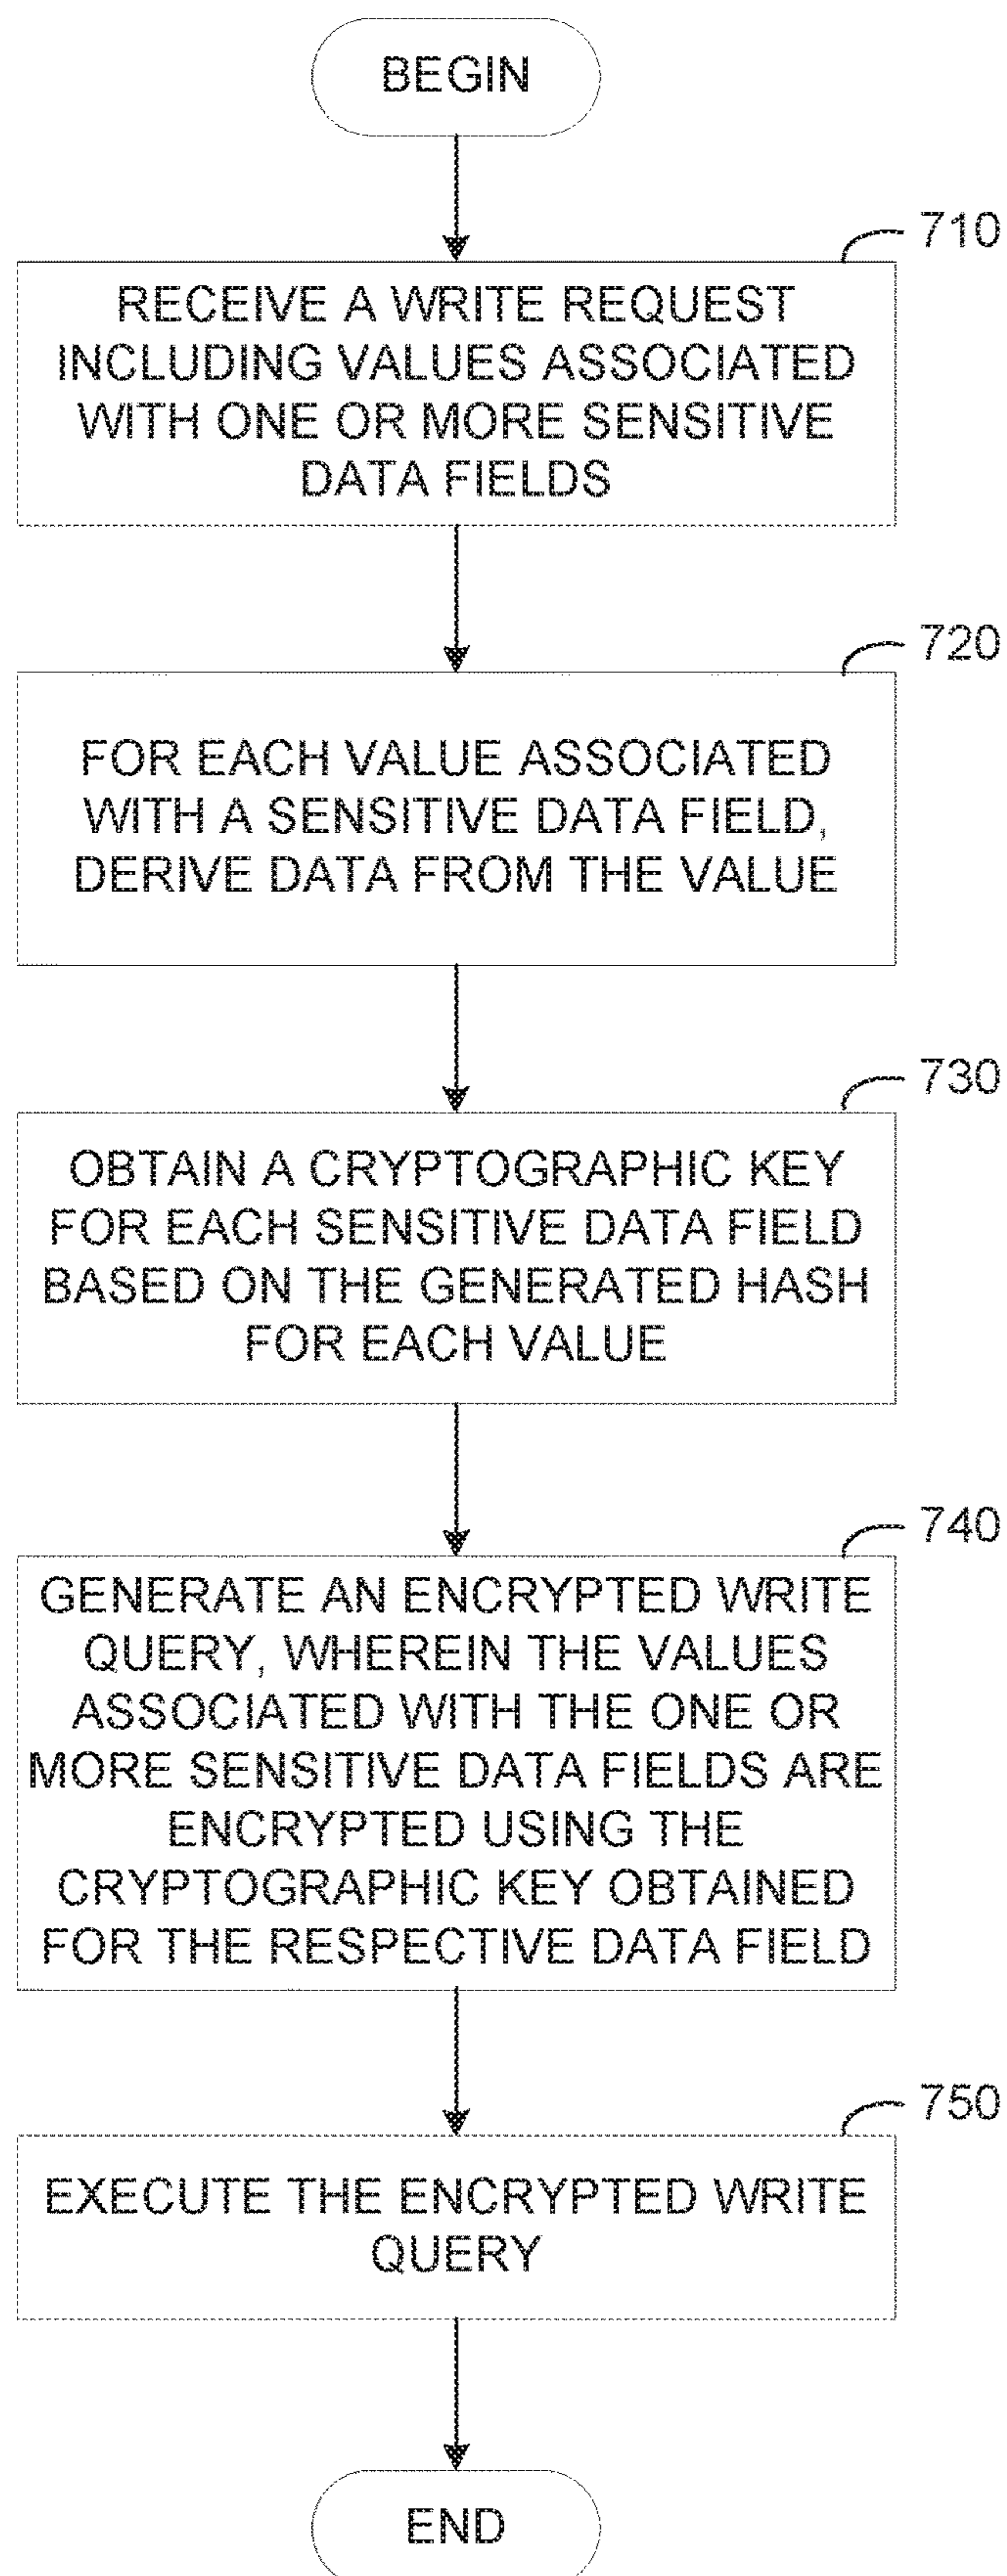 BEGIN
710
RECEIVE A WRITE REQUEST
INCLUDING VALUES ASSOCIATED
WITH ONE OR MORE SENSITIVE
DATA FIELDS
720
FOR EACH VALUE ASSOCIATED
WITH A SENSITIVE DATA FIELD,
DERIVE DATA FROM THE VALUE
730
OBTAIN A CRYPTOGRAPHIC KEY
FOR EACH SENSITIVE DATA FIELD
BASED ON THE GENERATED HASH
FOR EACH VALUE
740
GENERATE AN ENCRYPTED WRITE
QUERY, WHEREIN THE VALUES
ASSOCIATED WITH THE ONE OR
MORE SENSITIVE DATA FIELDS ARE
ENCRYPTED USING THE
CRYPTOGRAPHIC KEY OBTAINED
FOR THE RESPECTIVE DATA FIELD
750
EXECUTE THE ENCRYPTED WRITE
QUERY
END